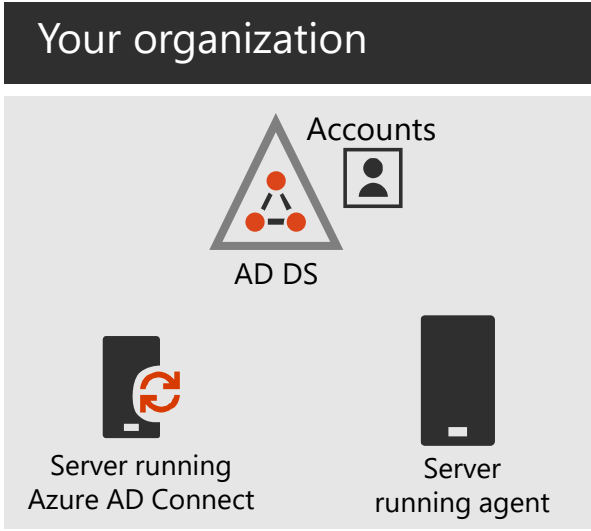 Your organization
Accounts
AD DS
Server running
Azure AD Connect
Server
running agent